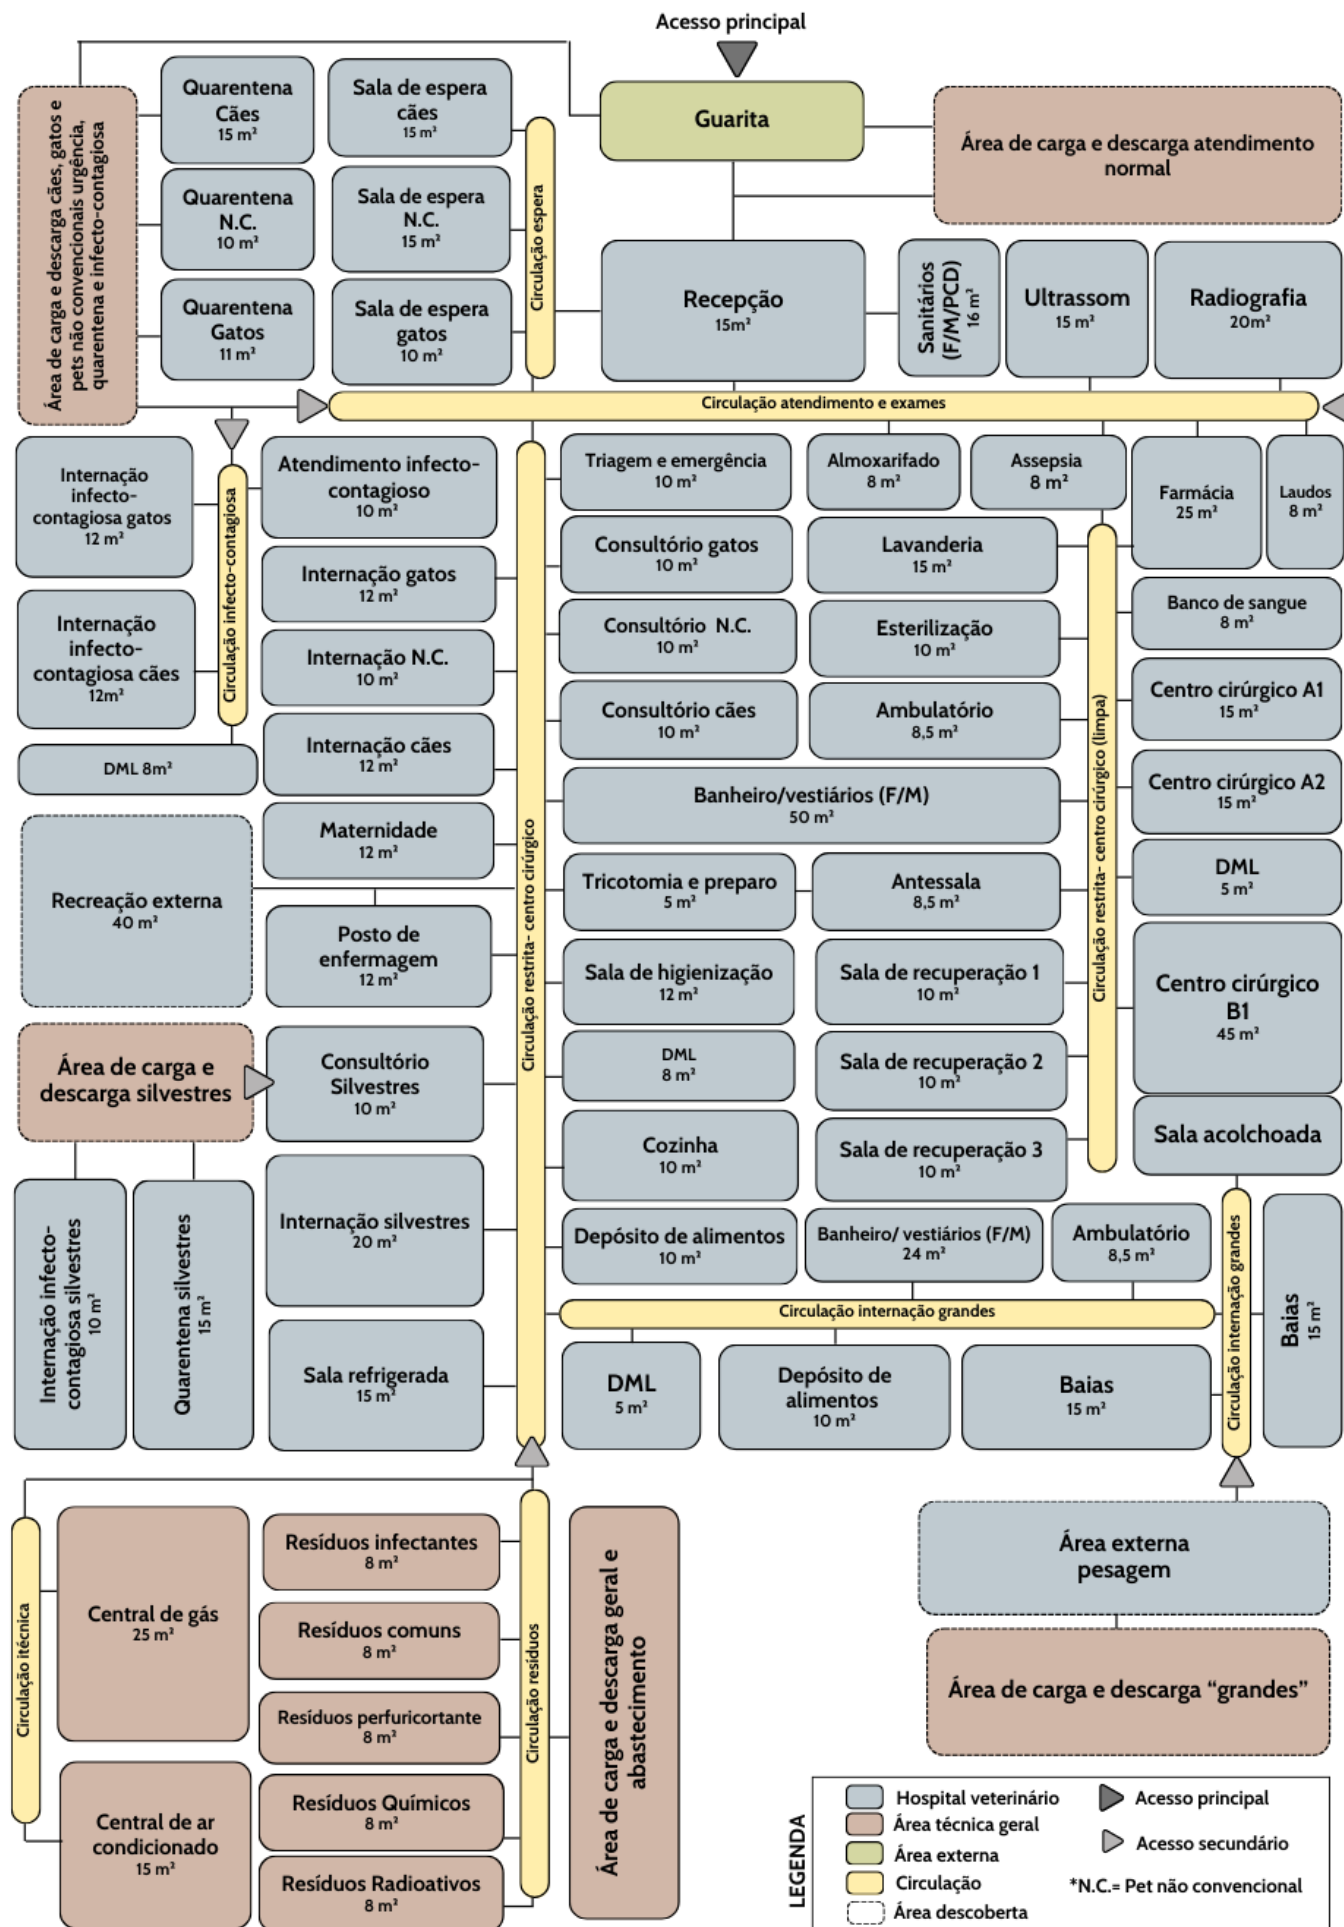 Acesso principal
Guarita
Área de carga e descarga atendimento
normal
Área de carga e descarga cães, gatos e
pets não convencionais urgência,
quarentena e infecto-contagiosa
Quarentena
Cães
15 m²
Quarentena
N.C.
10 m²
Quarentena
Gatos
11 m²
Sala de espera
cães
15 m²
Sala de espera
N.C.
15 m²
Sala de espera
gatos
10 m²
Circulação espera
Recepção
15m²
Sanitários
(F/M/PCD)
16 m²
Ultrassom
15 m²
Radiografia
20m²
Circulação atendimento e exames
Internação
infecto-
contagiosa gatos
12 m²
Internação
infecto-
contagiosa cães
12m²
Circulação infecto-contagiosa
DML 8m²
Atendimento infecto-
contagioso
10 m²
Internação gatos
12 m²
Internação N.C.
10 m²
Internação cães
12 m²
Maternidade
12 m²
Recreação externa
40 m²
Posto de
enfermagem
12 m²
Área de carga e
descarga silvestres
Consultório
Silvestres
10 m²
Internação infecto-
contagiosa silvestres
10 m²
Quarentena silvestres
15 m²
Internação silvestres
20 m²
Sala refrigerada
15 m²
Circulação restrita- centro cirúrgico
Triagem e emergência
10 m²
Consultório gatos
10 m²
Consultório  N.C.
10 m²
Consultório cães
10 m²
Almoxarifado
8 m²
Assepsia
8 m²
Lavanderia
15 m²
Esterilização
10 m²
Ambulatório
8,5 m²
Banheiro/vestiários (F/M)
50 m²
Tricotomia e preparo
5 m²
Antessala
8,5 m²
Sala de higienização
12 m²
Sala de recuperação 1
10 m²
DML
8 m²
Sala de recuperação 2
10 m²
Cozinha
10 m²
Sala de recuperação 3
10 m²
Depósito de alimentos
10 m²
Banheiro/ vestiários (F/M)
24 m²
Ambulatório
8,5 m²
Circulação restrita- centro cirúrgico (limpa)
Farmácia
25 m²
Laudos
8 m²
Banco de sangue
8 m²
Centro cirúrgico A1
15 m²
Centro cirúrgico A2
15 m²
DML
5 m²
Centro cirúrgico
B1
45 m²
Sala acolchoada
Circulação internação grandes
DML
5 m²
Depósito de
alimentos
10 m²
Baias
15 m²
Circulação internação grandes
Baias
15 m²
Circulação itécnica
Central de gás
25 m²
Central de ar
condicionado
15 m²
Resíduos infectantes
8 m²
Resíduos comuns
8 m²
Resíduos perfuricortante
8 m²
Resíduos Químicos
8 m²
Resíduos Radioativos
8 m²
Circulação resíduos
Área de carga e descarga geral e
abastecimento
Área externa
pesagem
Área de carga e descarga “grandes”
LEGENDA
Hospital veterinário
Área técnica geral
Área externa
Circulação
Área descoberta
Acesso principal
Acesso secundário
*N.C.= Pet não convencional